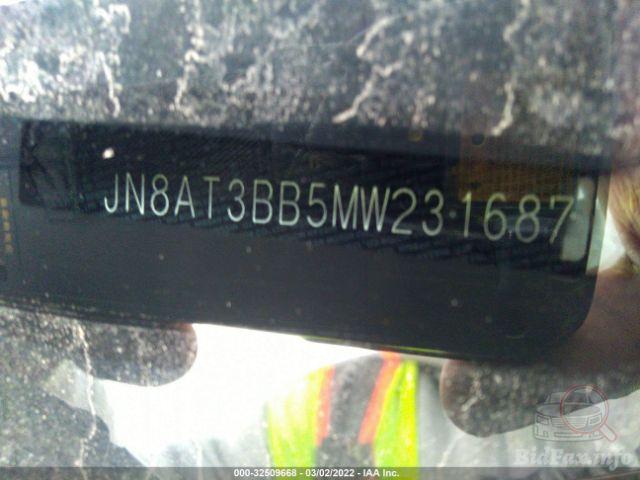 JN8AT3BB5MW231687
BidFax.info
000-32509668 - 03/02/2022 - IAA Inc.